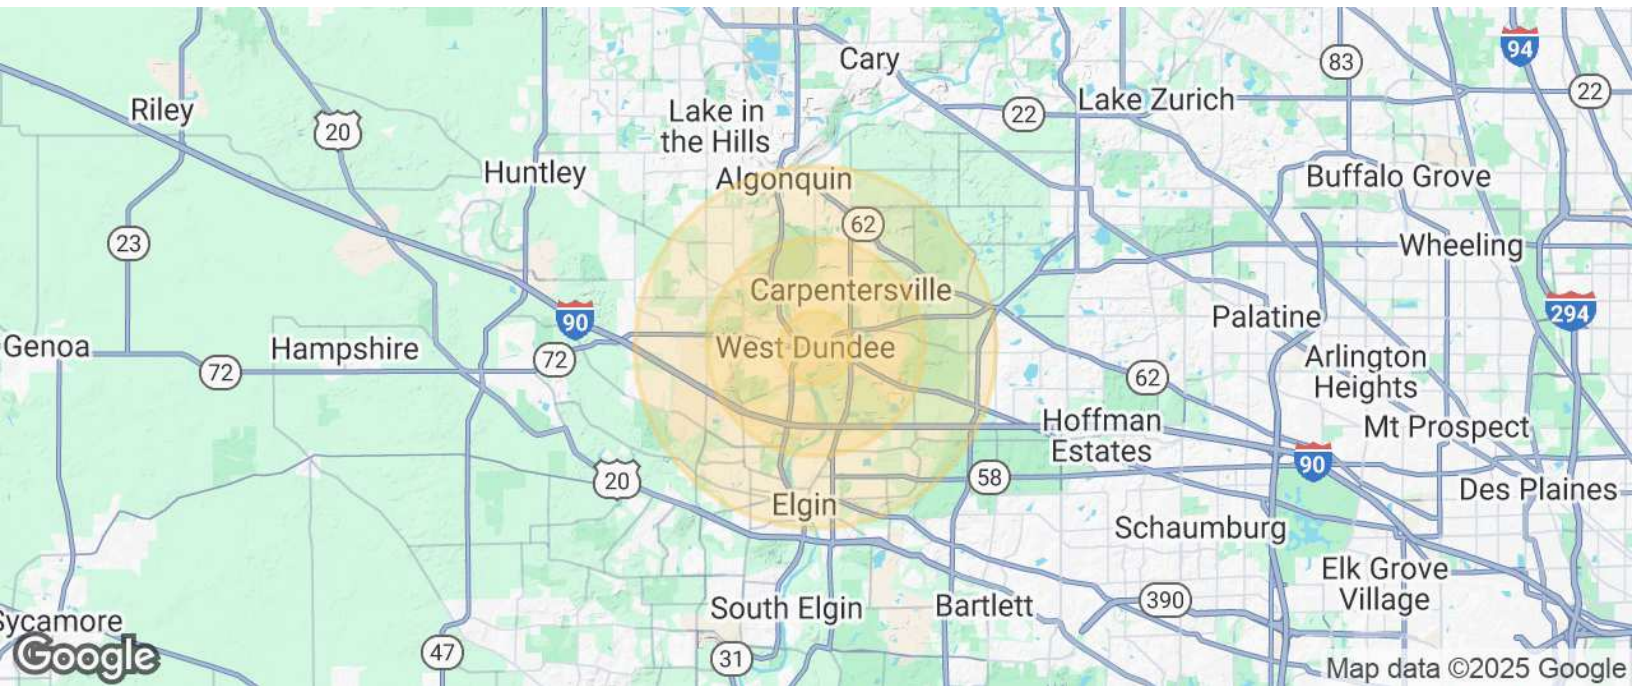 94
Cary
83
22
Riley
Lake in
the Hills
22
Lake Zurich
20
Huntley
Algonquin
Buffalo Grove
62
23
Wheeling
Carpentersville
90
Palatine
294
Genoa
72
Hampshire
72
West Dundee
62
Arlington
Heights
Hoffman
Estates
Mt Prospect
90
20
58
Des Plaines
Elgin
Schaumburg
Elk Grove
Village
390
South Elgin
Bartlett
Sycamore
Google
47
31
Map data ©2025 Google